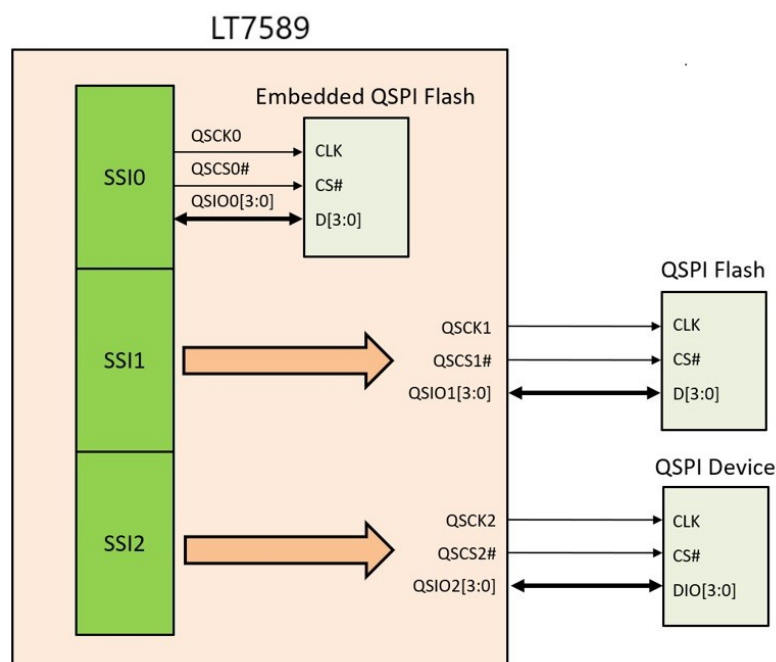 LT7589
Embedded QSPI Flash
SSI0
QSCK0
QSCS0#
QSIO0[3:0]
CLK
CS#
D[3:0]
SSI1
QSCK1
QSCS1#
QSIO1[3:0]
QSPI Flash
CLK
CS#
D[3:0]
SSI2
QSCK2
QSCS2#
QSIO2[3:0]
QSPI Device
CLK
CS#
DIO[3:0]